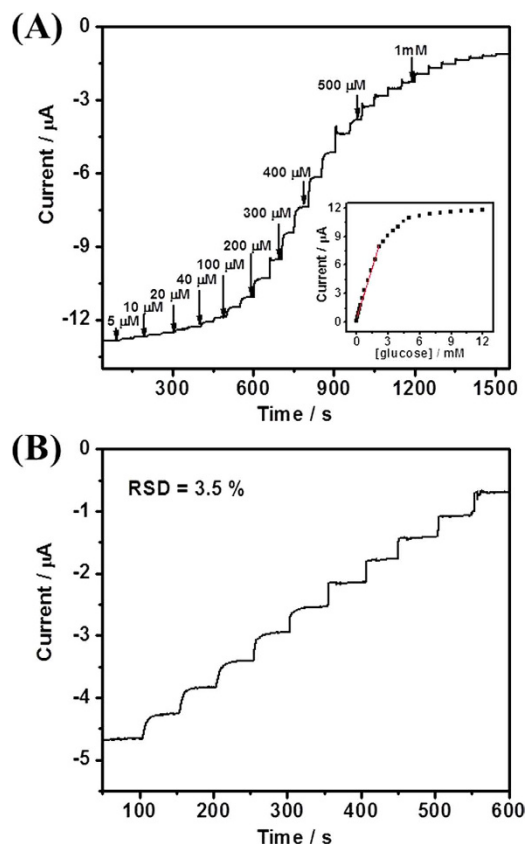 (A)
0
-3
-6
-9
-12
Current / µA
5 µM
10 µM
20 µM
40 µM
100 µM
200 µM
300 µM
400 µM
500 µM
1mM
12
9
6
3
0
Current / µA
0 3 6 9 12
[glucose] / mM
300 600 900 1200 1500
Time / s
(B)
0
-1
-2
-3
-4
-5
Current / µA
RSD = 3.5 %
100 200 300 400 500 600
Time / s